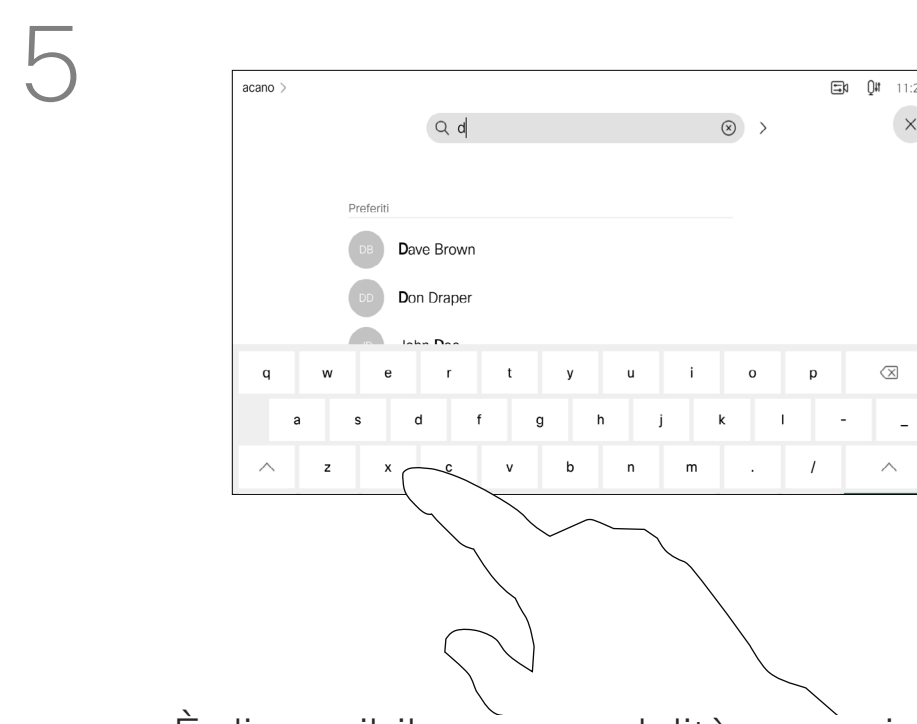 5
acano >
d
Preferiti
DB Dave Brown
DD Don Draper
q w e r t y u i o p
a s d f g h j k l - _
z x c v b n m . /